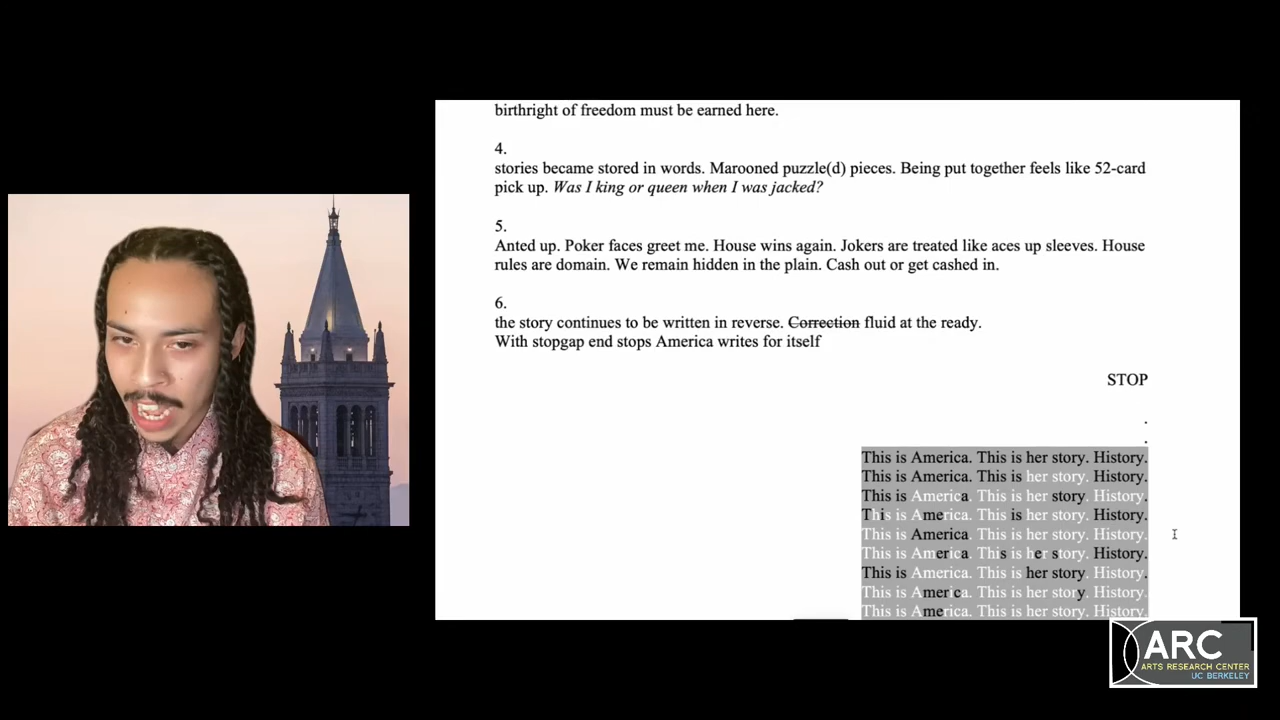 birthright of freedom must be earned here.
4.
stories became stored in words. Marooned puzzle(d) pieces. Being put together feels like 52-card
pick up. Was I king or queen when I was jacked?
5.
Anted up. Poker faces greet me. House wins again. Jokers are treated like aces up sleeves. House
rules are domain. We remain hidden in the plain. Cash out or get cashed in.
6.
the story continues to be written in reverse. Correction fluid at the ready.
With stopgap end stops America writes for itself
STOP
.
.
This is America. This is her story. History.
This is America. This is her story. History.
This is America. This is her story. History.
This is America. This is her story. History.
This is America. This is her story. History.
This is America. This is her story. History.
This is America. This is her story. History.
This is America. This is her story. History.
This is America. This is her story. History.
ARC
ARTS RESEARCH CENTER
UC BERKELEY